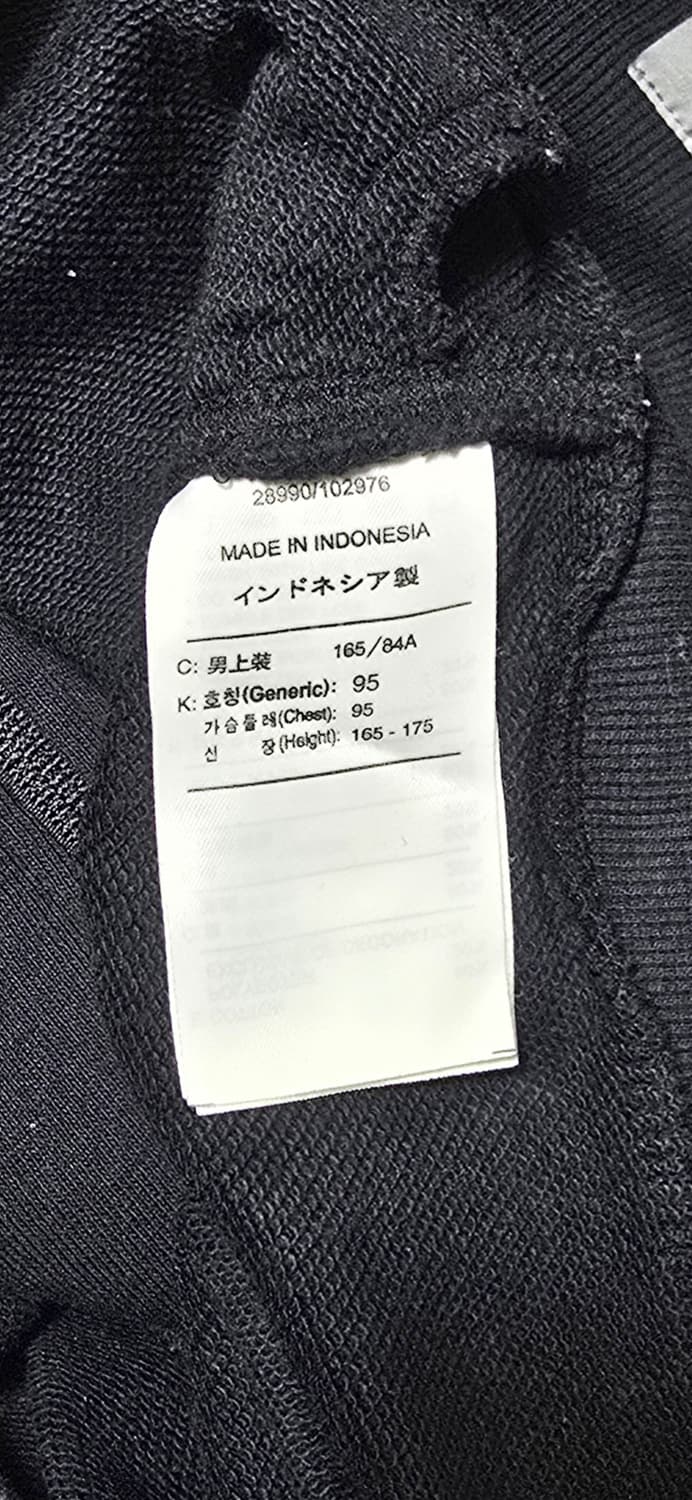 28990/102976
MADE IN INDONESIA
インドネシア製
C: 男上装 165/84A
K: 호칭(Generic): 95
가슴둘레(Chest): 95
신 장(Height): 165 - 175